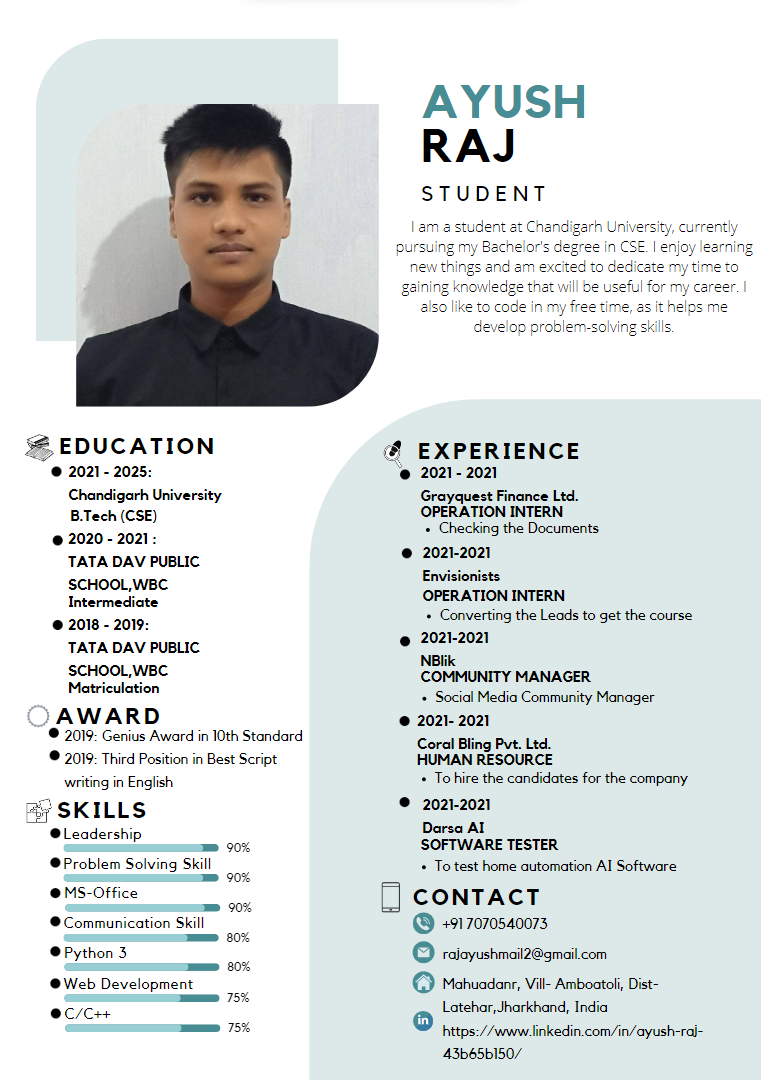 AYUSH
RAJ
STUDENT
I am a student at Chandigarh University, currently
pursuing my Bachelor's degree in CSE. I enjoy learning
new things and am excited to dedicate my time to
gaining knowledge that will be useful for my career. I
also like to code in my free time, as it helps me
develop problem-solving skills.
EDUCATION
2021 - 2025:
Chandigarh University
B.Tech (CSE)
2020 - 2021 :
TATA DAV PUBLIC
SCHOOL,WBC
Intermediate
2018 - 2019:
TATA DAV PUBLIC
SCHOOL,WBC
Matriculation
AWARD
2019: Genius Award in 10th Standard
2019: Third Position in Best Script
writing in English
SKILLS
Leadership
90%
Problem Solving Skill
90%
MS-Office
90%
Communication Skill
80%
Python 3
80%
Web Development
75%
C/C++
75%
EXPERIENCE
2021 - 2021
Grayquest Finance Ltd.
OPERATION INTERN
• Checking the Documents
2021-2021
Envisionists
OPERATION INTERN
• Converting the Leads to get the course
2021-2021
NBlik
COMMUNITY MANAGER
• Social Media Community Manager
2021- 2021
Coral Bling Pvt. Ltd.
HUMAN RESOURCE
• To hire the candidates for the company
2021-2021
Darsa AI
SOFTWARE TESTER
• To test home automation AI Software
CONTACT
+91 7070540073
rajayushmail2@gmail.com
Mahuadanr, Vill- Amboatoli, Dist-
Latehar,Jharkhand, India
in
https://www.linkedin.com/in/ayush-raj-
43b65b150/